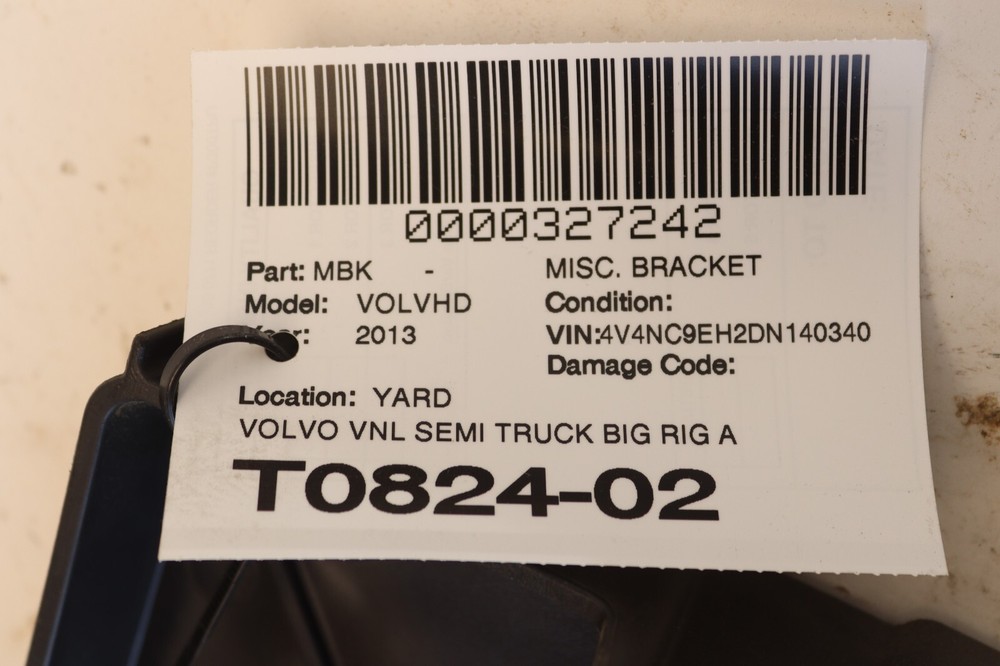 0000327242
Part: MBK - MISC. BRACKET
Model: VOLVHD Condition:
Year: 2013 VIN:4V4NC9EH2DN140340
Damage Code:
Location: YARD
VOLVO VNL SEMI TRUCK BIG RIG A
T0824-02